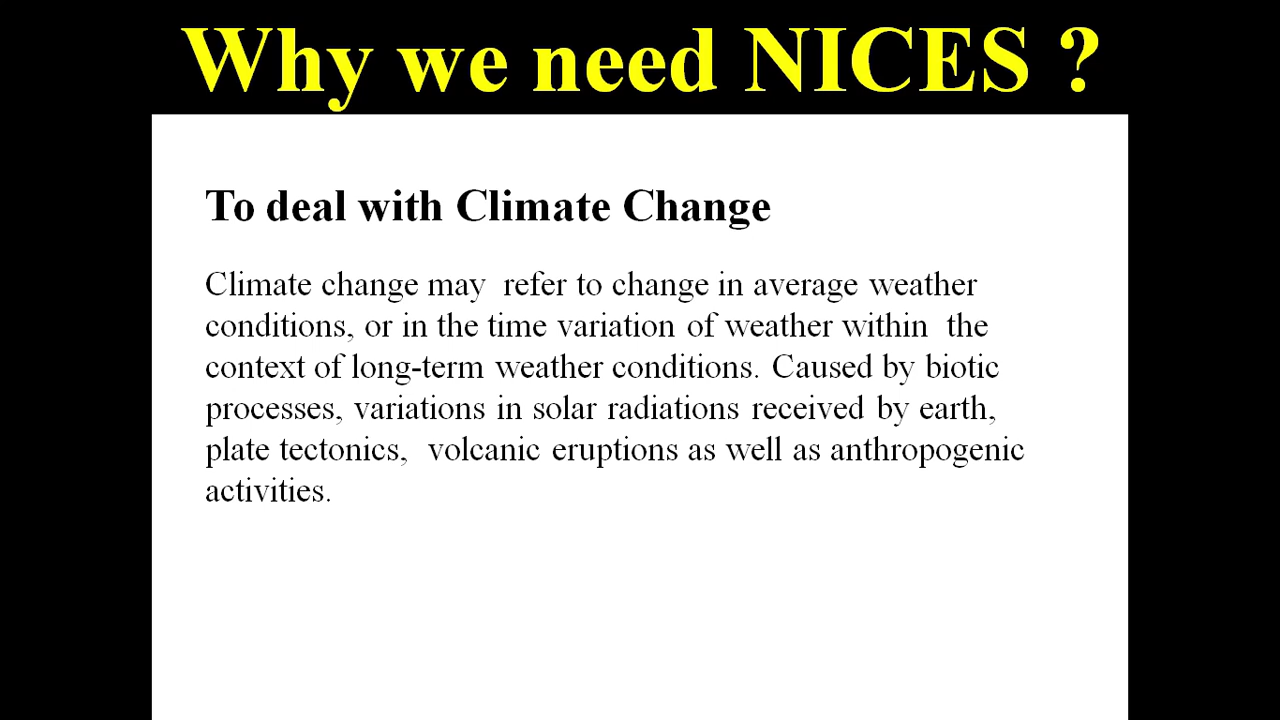 Why we need NICES ?
To deal with Climate Change
Climate change may  refer to change in average weather
conditions, or in the time variation of weather within  the
context of long-term weather conditions. Caused by biotic
processes, variations in solar radiations received by earth,
plate tectonics,  volcanic eruptions as well as anthropogenic
activities.